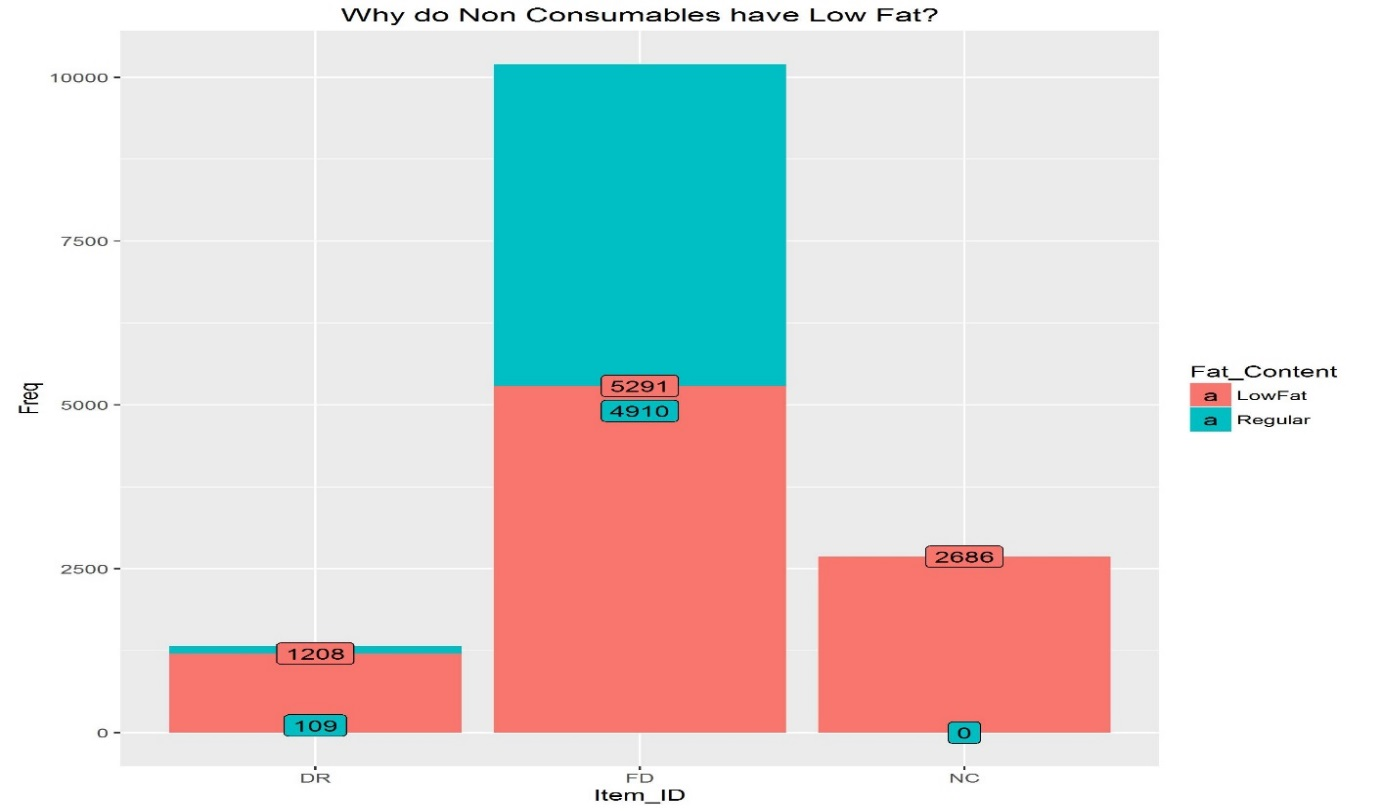 Why do Non Consumables have Low Fat?
10000
7500
5000
2500
0
Freq
5291
4910
2686
1208
109
0
DR FD NC
Item_ID
Fat_Content
a LowFat
a Regular